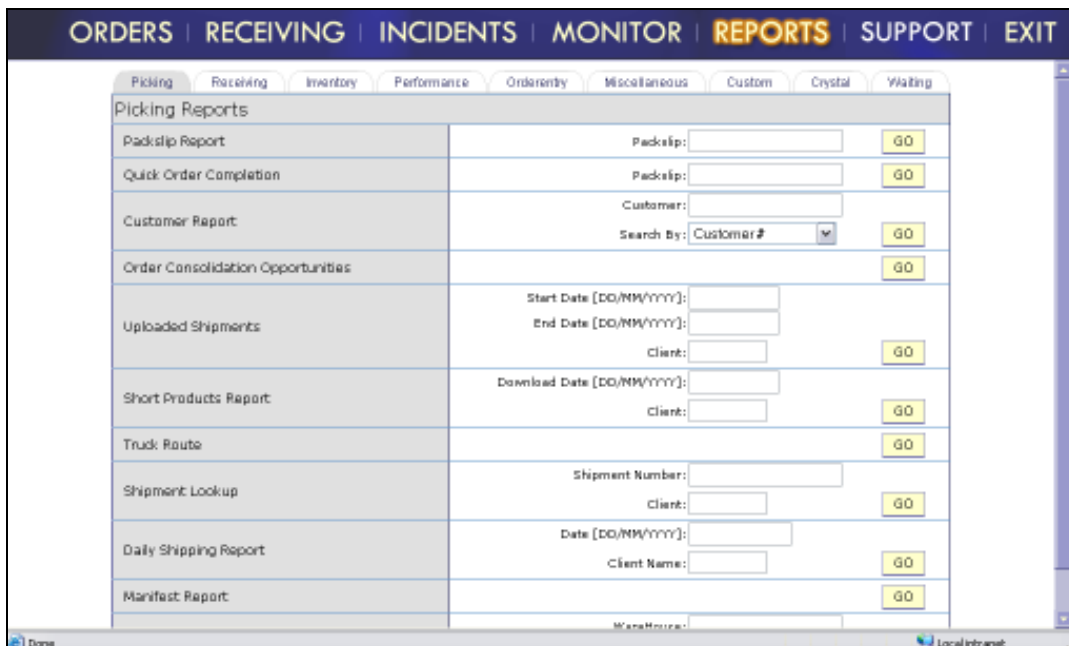 ORDERS | RECEIVING | INCIDENTS | MONITOR | REPORTS | SUPPORT | EXIT
Picking Receiving Inventory Performance Orderentry Miscellaneous Custom Crystal Waiting
Picking Reports
Packslip Report Packslip: GO
Quick Order Completion Packslip: GO
Customer:
Customer Report
Search By: Customer# GO
Order Consolidation Opportunities GO
Start Date [DD/MM/YYYY]:
End Date [DD/MM/YYYY]:
Uploaded Shipments
Client: GO
Download Date [DD/MM/YYYY]:
Short Products Report
Client: GO
Truck Route GO
Shipment Number:
Shipment Lookup
Client: GO
Date [DD/MM/YYYY]:
Daily Shipping Report
Client Name: GO
Manifest Report GO
WareHouse:
Done Local intranet